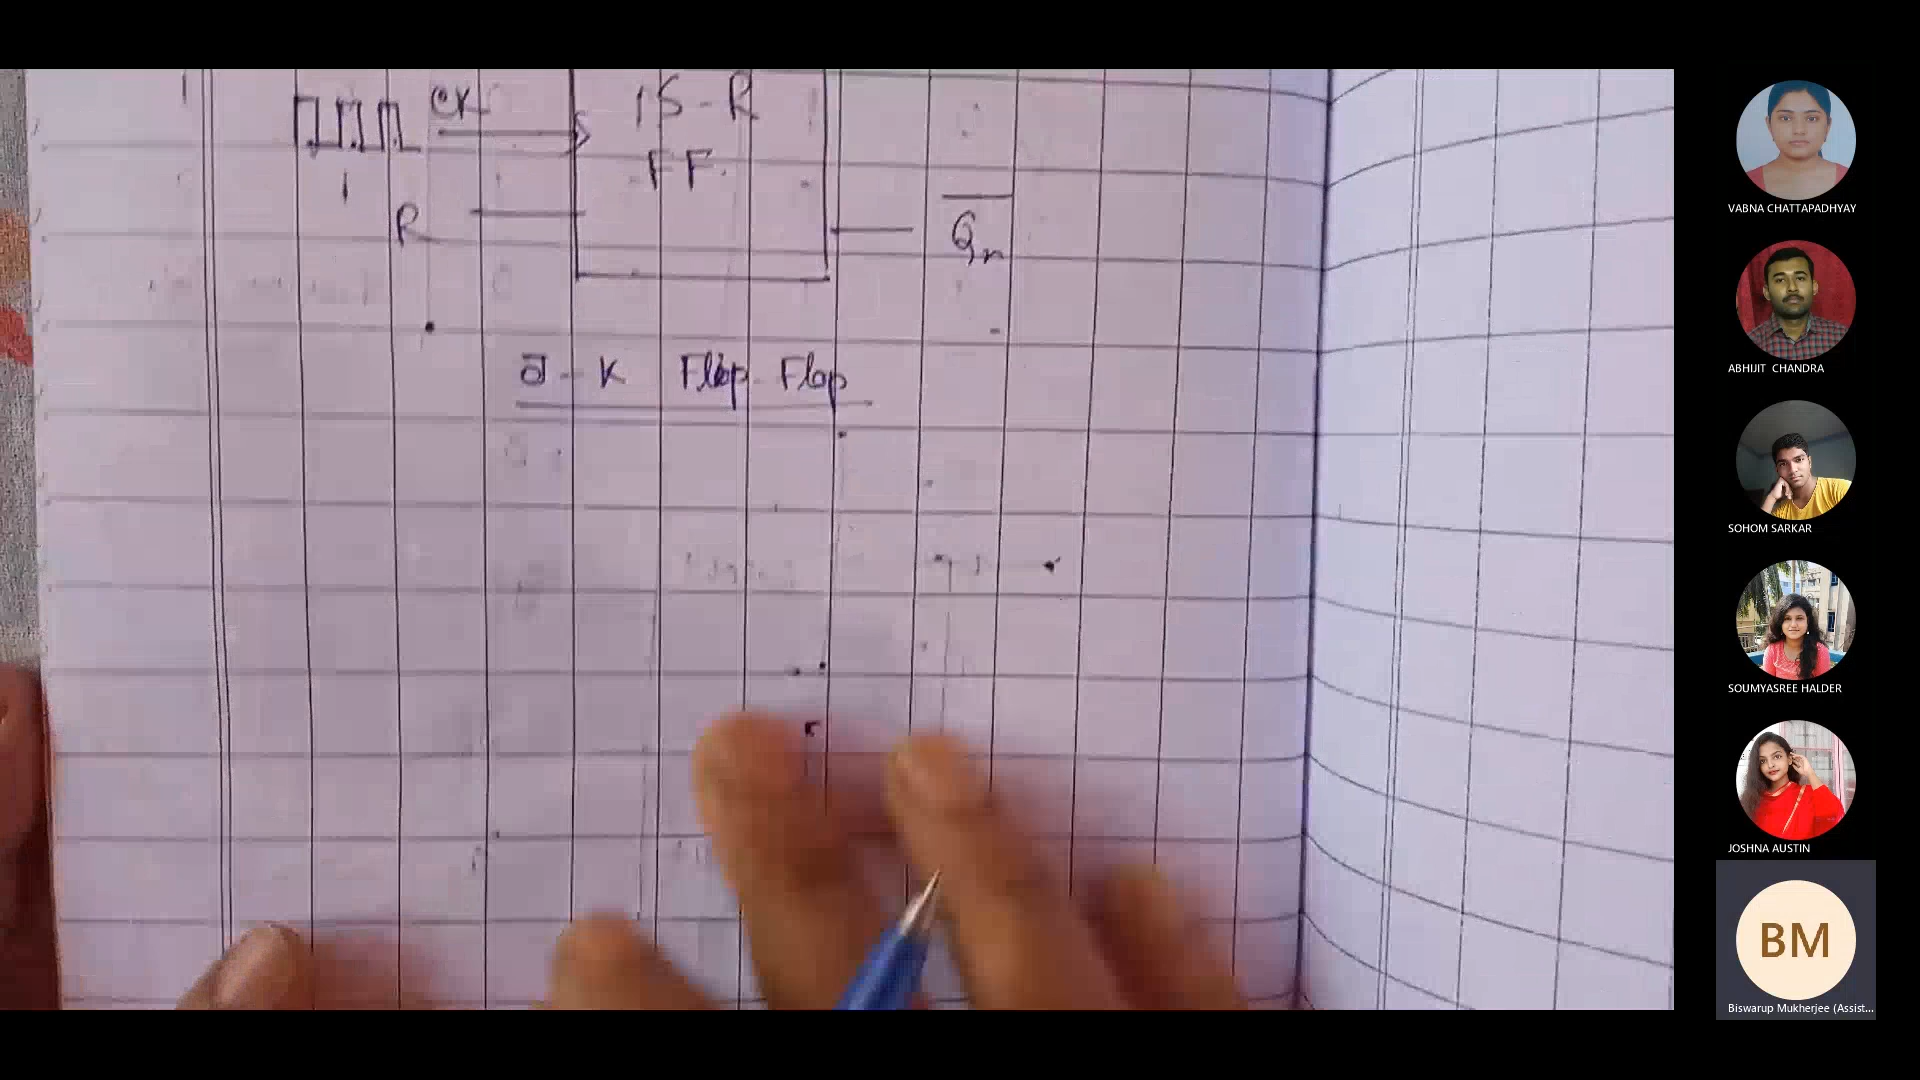 CK
S-R
FF
R
Qn
J-K Flip-Flop
VABNA CHATTAPADHYAY
ABHIJIT CHANDRA
SOHOM SARKAR
SOUMYASREE HALDER
JOSHNA AUSTIN
BM
Biswarup Mukherjee (Assist...